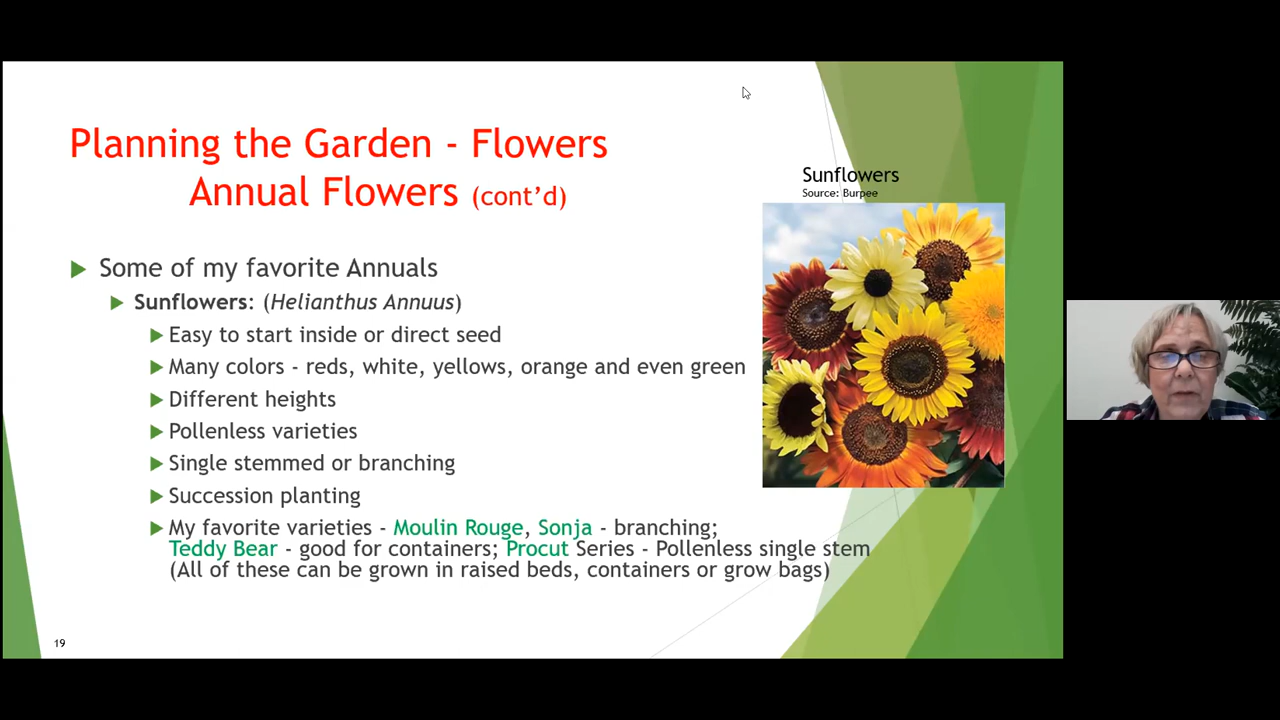 Planning the Garden - Flowers
Annual Flowers (cont’d)
Sunflowers
Source: Burpee
Some of my favorite Annuals
Sunflowers: (Helianthus Annuus)
Easy to start inside or direct seed
Many colors - reds, white, yellows, orange and even green
Different heights
Pollenless varieties
Single stemmed or branching
Succession planting
My favorite varieties - Moulin Rouge, Sonja - branching;
Teddy Bear - good for containers; Procut Series - Pollenless single stem
(All of these can be grown in raised beds, containers or grow bags)
19